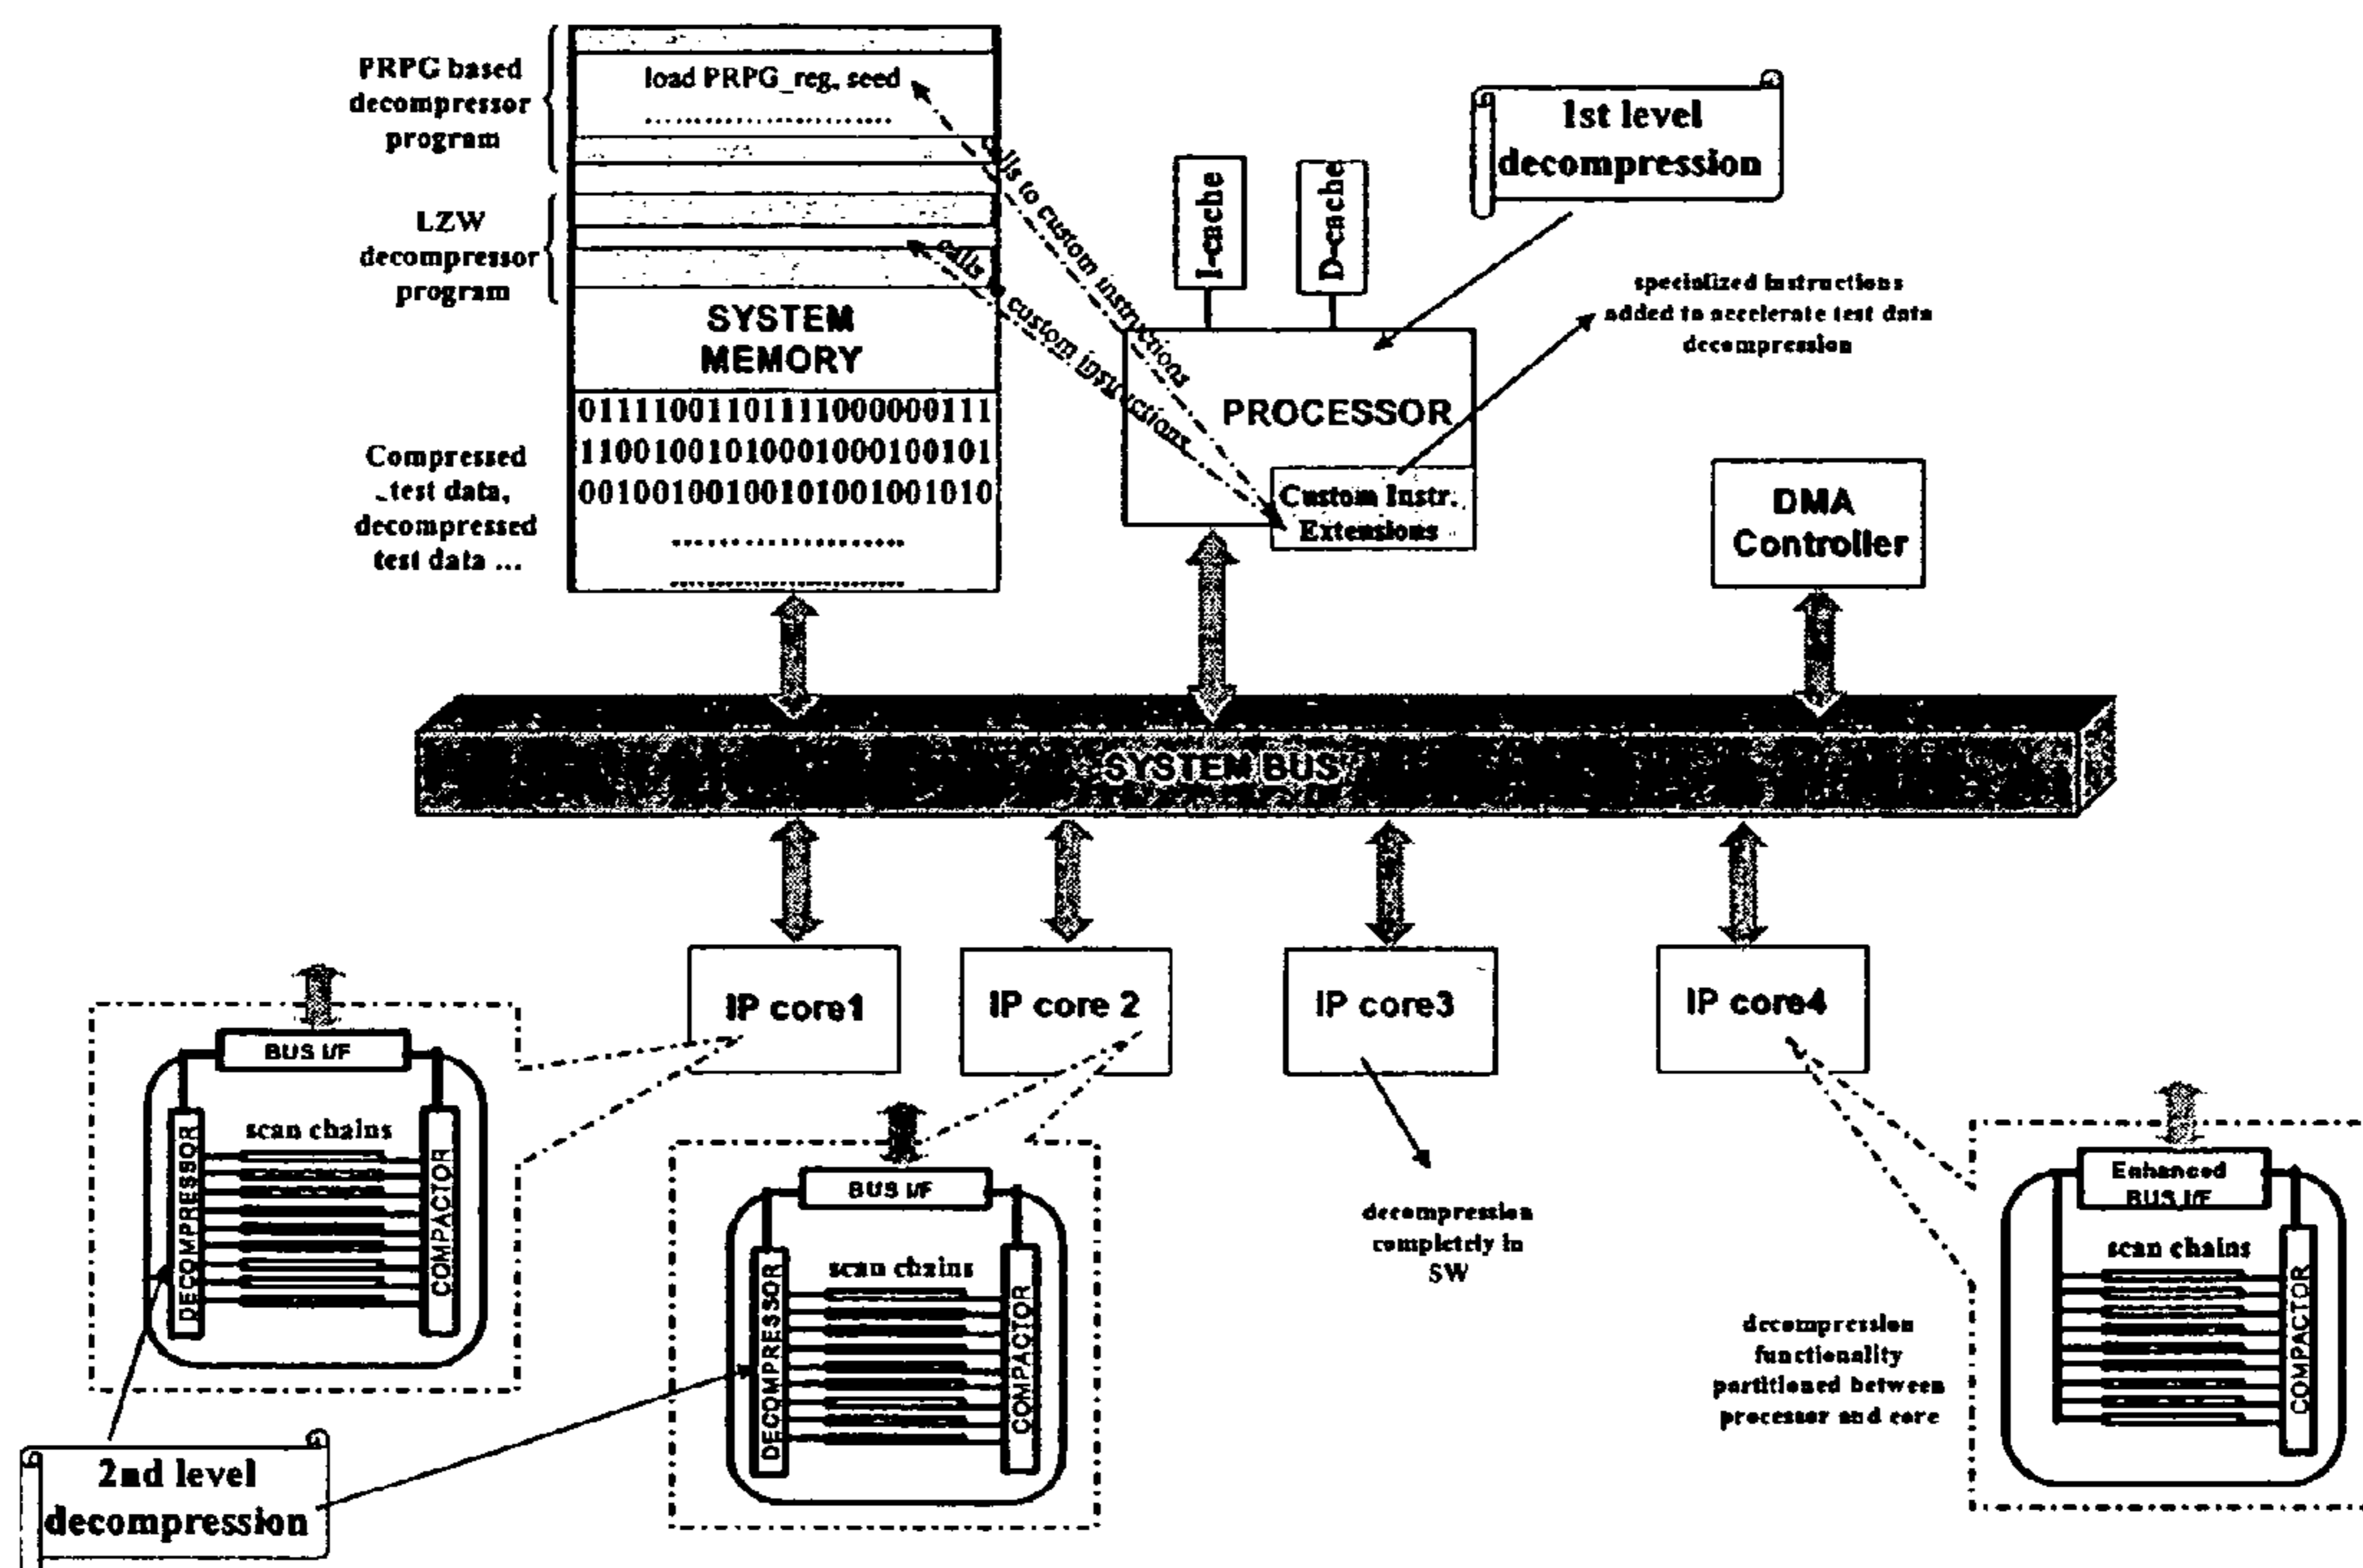 PRPG based
decompressor
program
load PRPG_reg, seed
........................
LZW
decompressor
program
SYSTEM
MEMORY
0111100110111000000111
11001001010001000100101
0010010010010100100101​0
Compressed
test data,
decompressed
test data ...
calls to custom instructions
calls custom instructions
I-cache
D-cache
1st level
decompression
specialized instructions
added to accelerate test data
decompression
PROCESSOR
Custom Instr.
Extensions
DMA
Controller
SYSTEM BUS
IP core1
IP core 2
IP core3
IP core4
BUS I/F
scan chains
DECOMPRESSOR
COMPACTOR
BUS I/F
scan chains
DECOMPRESSOR
COMPACTOR
decompression
completely in
SW
decompression
functionality
partitioned between
processor and core
Enhanced
BUS I/F
scan chains
COMPACTOR
2nd level
decompression